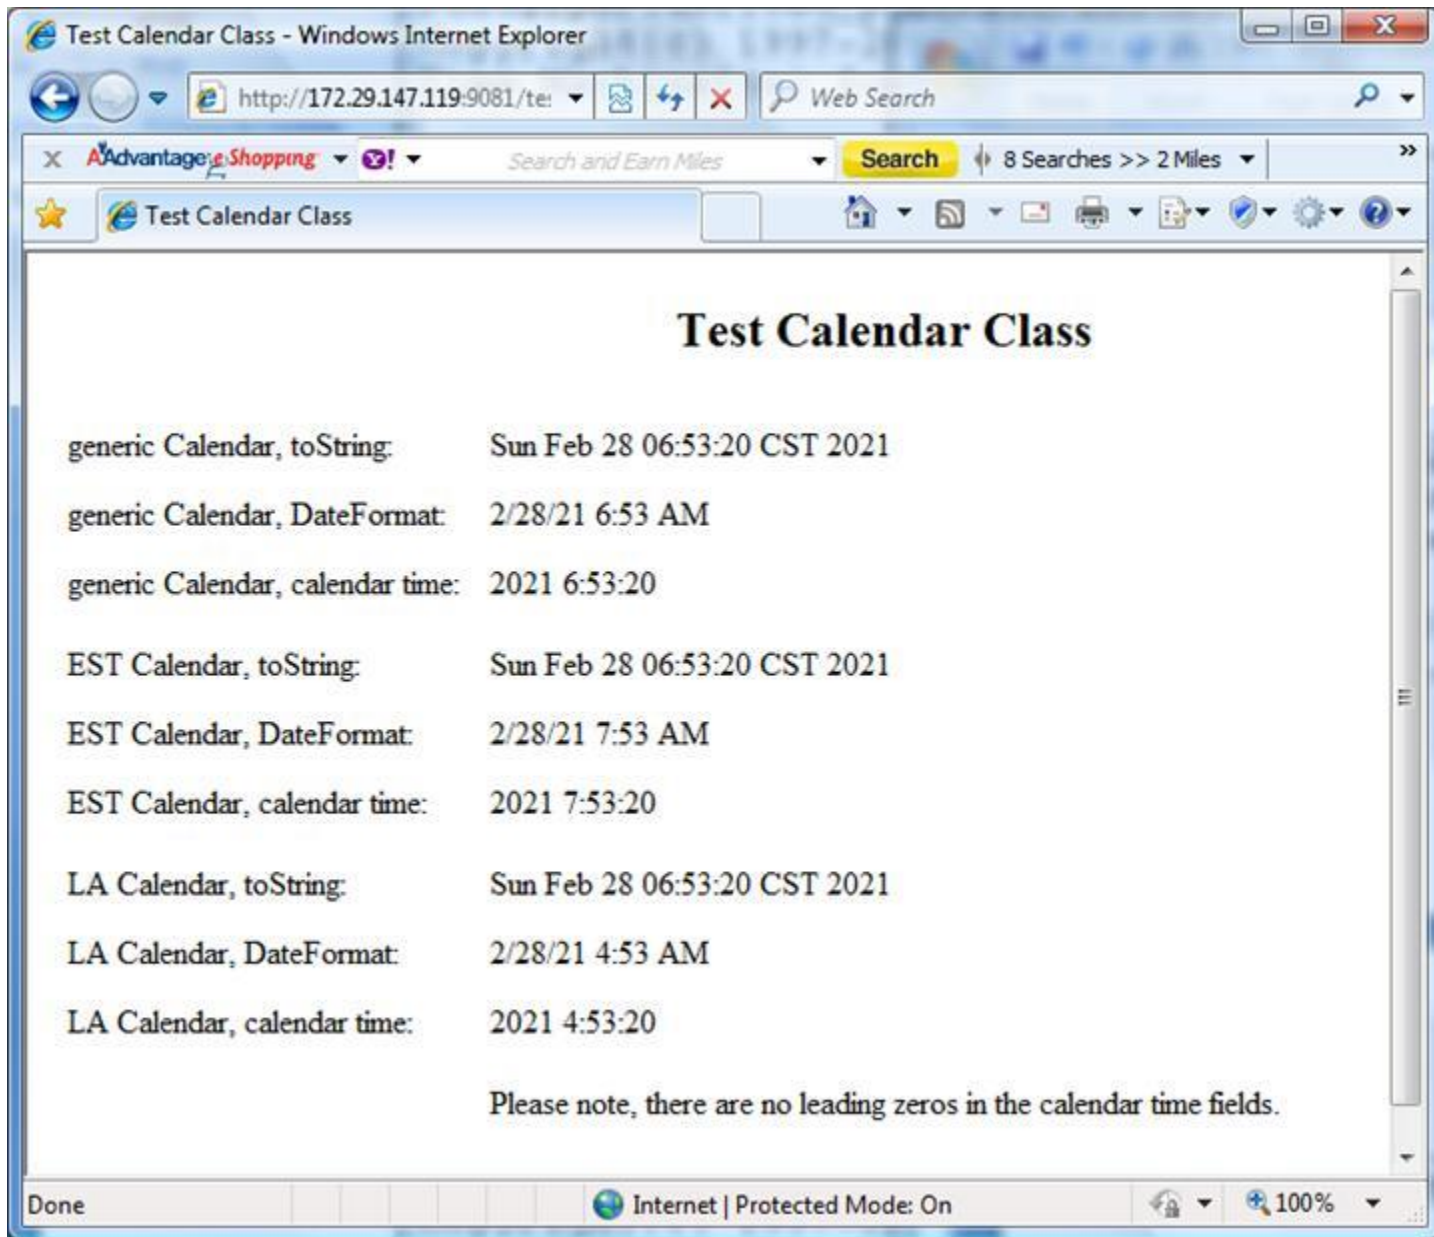 Test Calendar Class - Windows Internet Explorer
http://172.29.147.119:9081/te
Web Search
X AAdvantage eShopping Y! Search and Earn Miles Search 8 Searches >> 2 Miles »
Test Calendar Class
Test Calendar Class
generic Calendar, toString: Sun Feb 28 06:53:20 CST 2021
generic Calendar, DateFormat: 2/28/21 6:53 AM
generic Calendar, calendar time: 2021 6:53:20
EST Calendar, toString: Sun Feb 28 06:53:20 CST 2021
EST Calendar, DateFormat: 2/28/21 7:53 AM
EST Calendar, calendar time: 2021 7:53:20
LA Calendar, toString: Sun Feb 28 06:53:20 CST 2021
LA Calendar, DateFormat: 2/28/21 4:53 AM
LA Calendar, calendar time: 2021 4:53:20
Please note, there are no leading zeros in the calendar time fields.
Done Internet | Protected Mode: On 100%